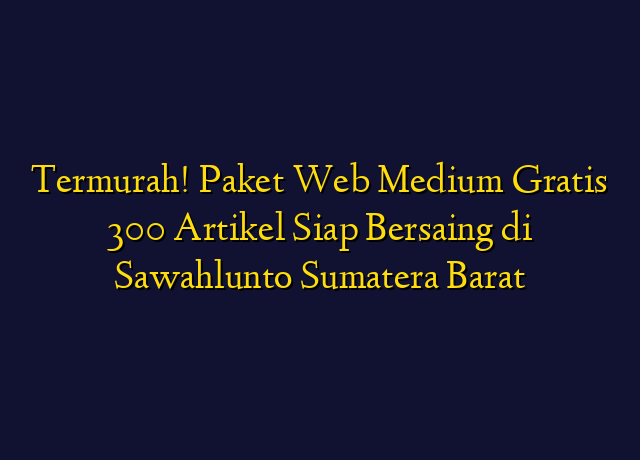 Termurah! Paket Web Medium Gratis
300 Artikel Siap Bersaing di
Sawahlunto Sumatera Barat